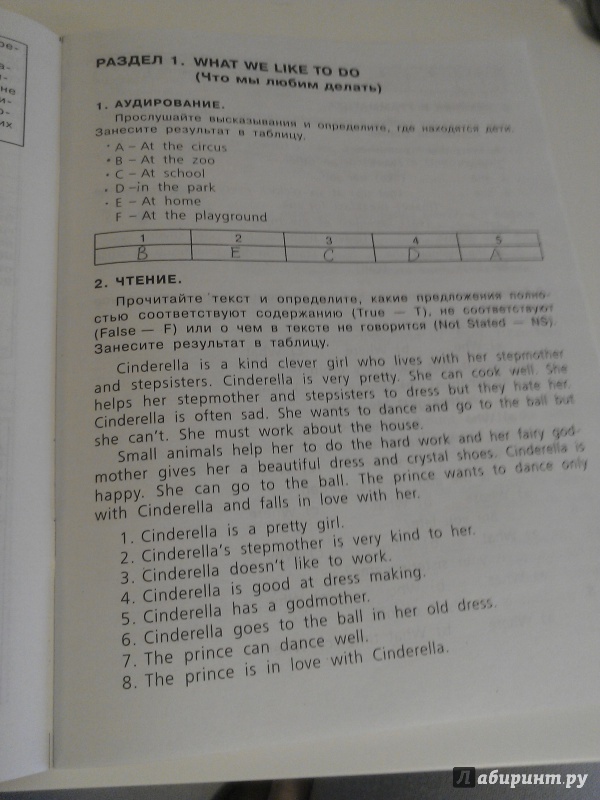 ре-
а-
и-
не
и-
о-
их
РАЗДЕЛ 1. WHAT WE LIKE TO DO
(Что мы любим делать)
1. АУДИРОВАНИЕ.
Прослушайте высказывания и определите, где находятся дети.
Занесите результат в таблицу.
A – At the circus
B – At the zoo
C – At school
D –in the park
E – At home
F – At the playground
1 2 3 4 5
B E C D A
2. ЧТЕНИЕ.
Прочитайте текст и определите, какие предложения полно-
стью соответствуют содержанию (True — T), не соответствуют
(False — F) или о чем в тексте не говорится (Not Stated — NS).
Занесите результат в таблицу.
Cinderella is a kind clever girl who lives with her stepmother
and stepsisters. Cinderella is very pretty. She can cook well. She
helps her stepmother and stepsisters to dress but they hate her.
Cinderella is often sad. She wants to dance and go to the ball but
she can't. She must work about the house.
Small animals help her to do the hard work and her fairy god-
mother gives her a beautiful dress and crystal shoes. Cinderella is
happy. She can go to the ball. The prince wants to dance only
with Cinderella and falls in love with her.
1. Cinderella is a pretty girl.
2. Cinderella's stepmother is very kind to her.
3. Cinderella doesn't like to work.
4. Cinderella is good at dress making.
5. Cinderella has a godmother.
6. Cinderella goes to the ball in her old dress.
7. The prince can dance well.
8. The prince is in love with Cinderella.
Лабиринт.ру